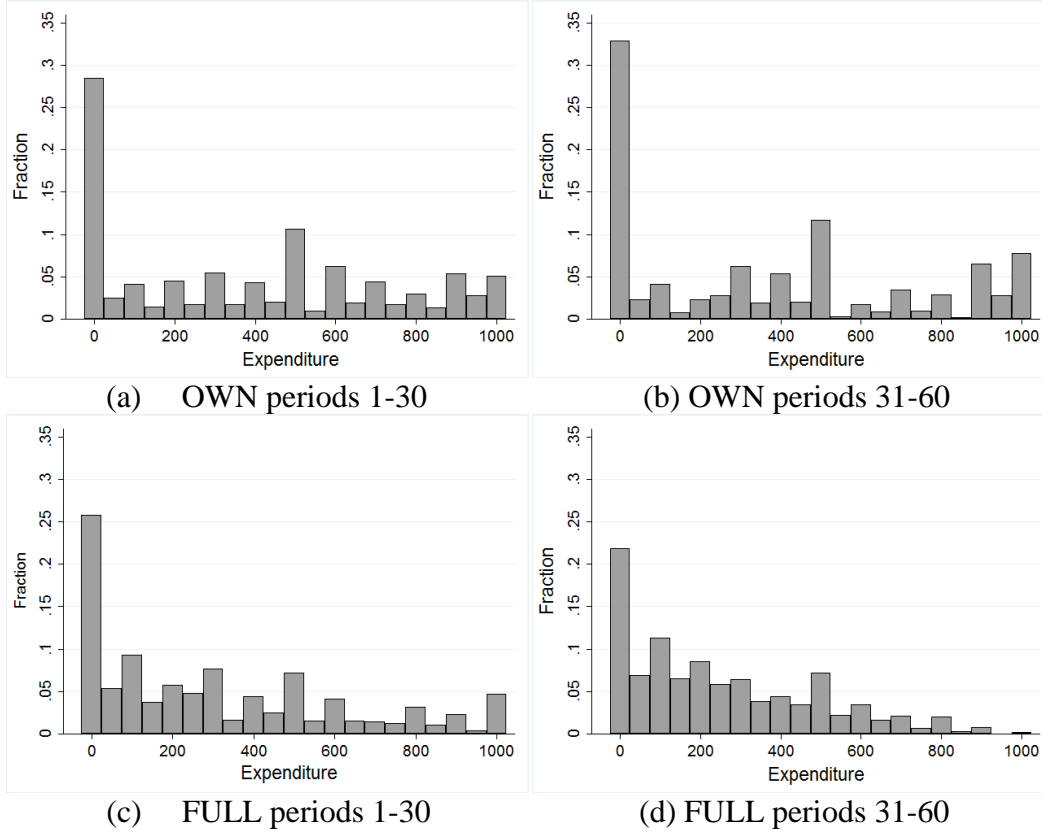 .35
.3
.25
.2
.15
.1
.05
0
Fraction
0 200 400 600 800 1000
Expenditure
(a) OWN periods 1-30
.35
.3
.25
.2
.15
.1
.05
0
Fraction
0 200 400 600 800 1000
Expenditure
(b) OWN periods 31-60
.35
.3
.25
.2
.15
.1
.05
0
Fraction
0 200 400 600 800 1000
Expenditure
(c) FULL periods 1-30
.35
.3
.25
.2
.15
.1
.05
0
Fraction
0 200 400 600 800 1000
Expenditure
(d) FULL periods 31-60